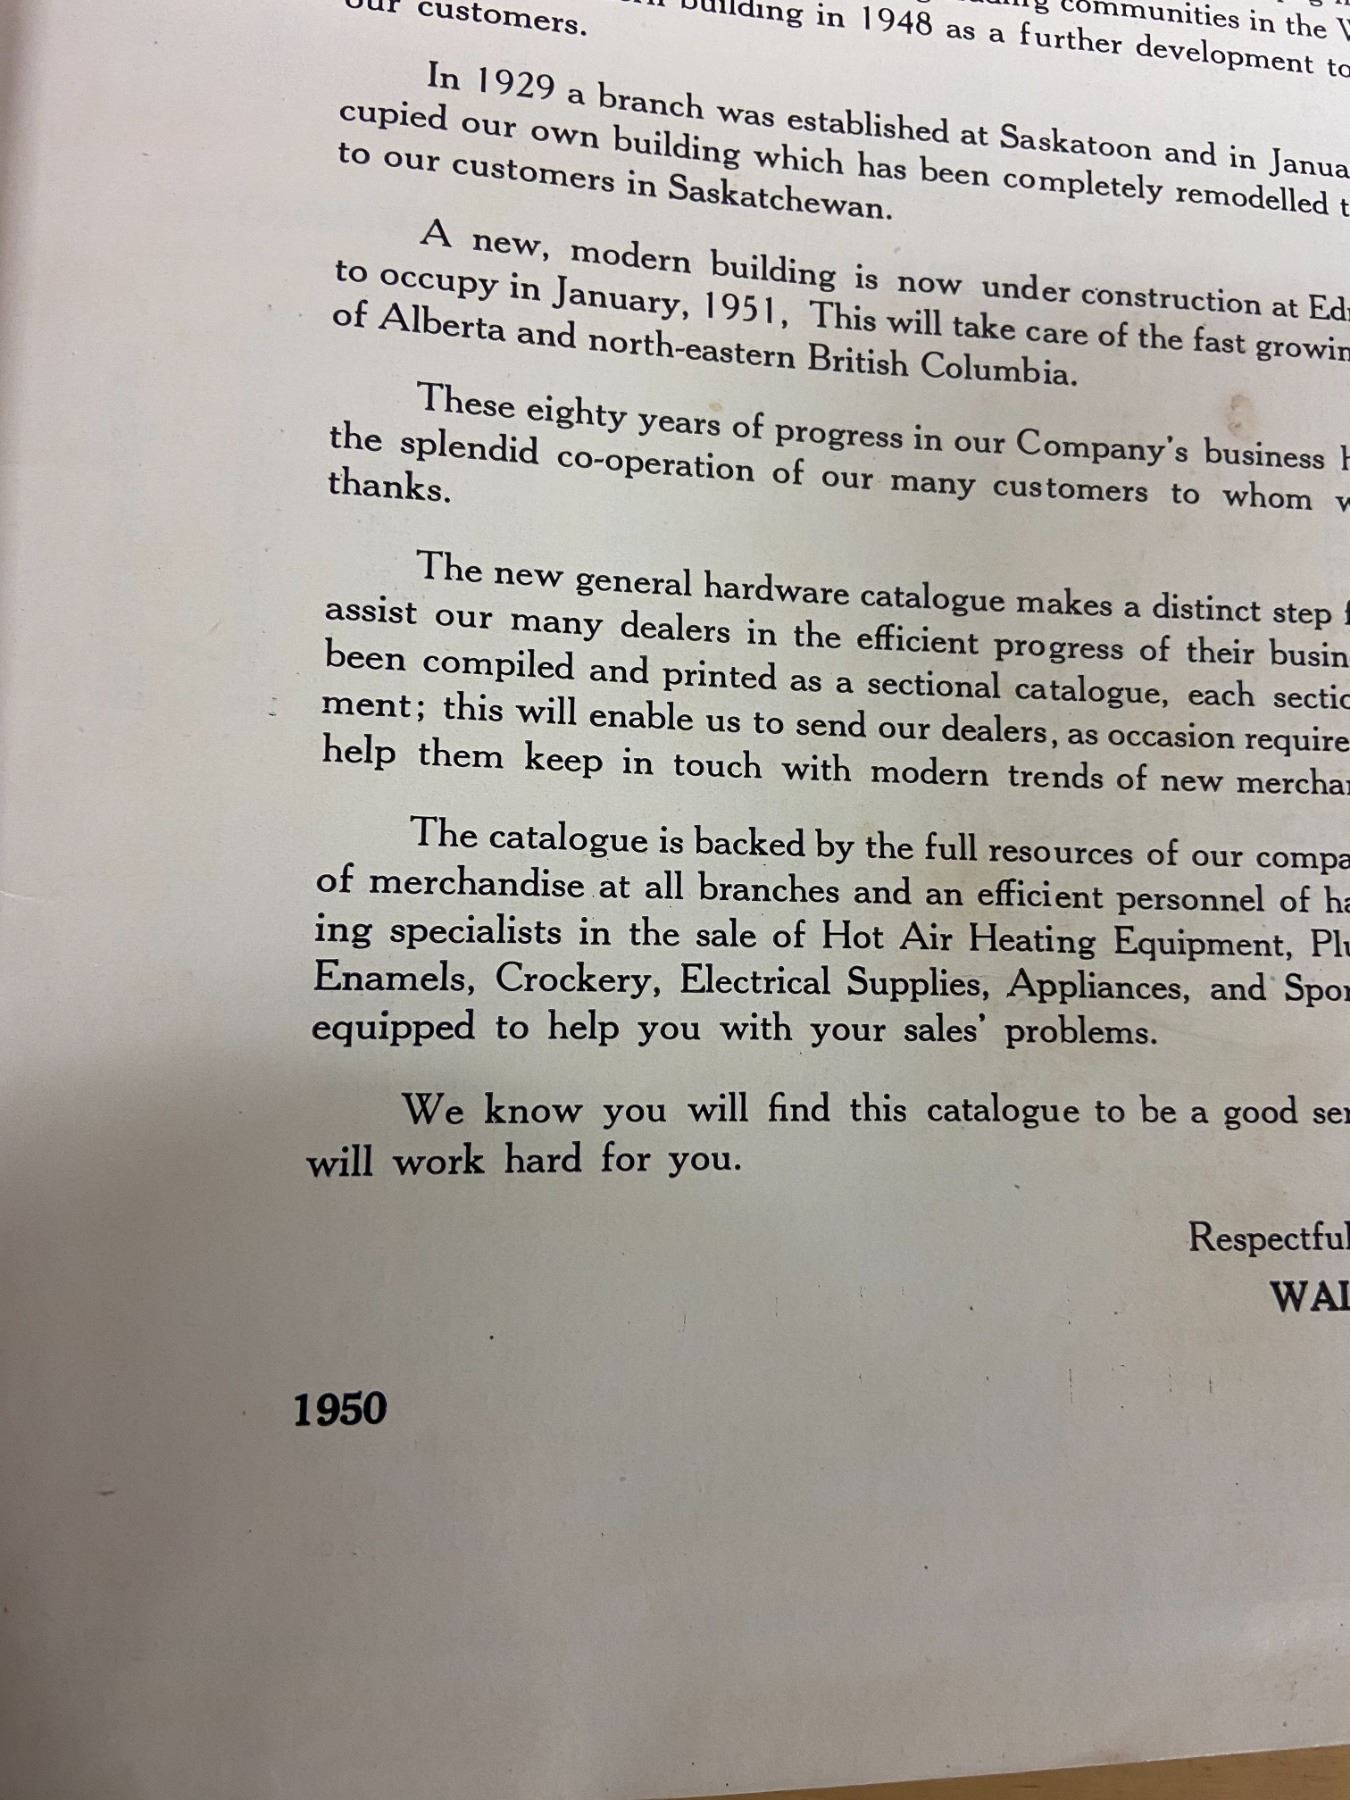 building in 1948 as a further development to
our customers.
In 1929 a branch was established at Saskatoon and in
cupied our own building which has been completely remodelled
to our customers in Saskatchewan.
A new, modern building is now under construction at
to occupy in January, 1951, This will take care of the fast
of Alberta and north-eastern British Columbia.
These eighty years of progress in our Company's business
the splendid co-operation of our many customers to whom
thanks.
The new general hardware catalogue makes a distinct step
assist our many dealers in the efficient progress of their
been compiled and printed as a sectional catalogue, each
ment; this will enable us to send our dealers, as occasion
help them keep in touch with modern trends of new
The catalogue is backed by the full resources of our
of merchandise at all branches and an efficient personnel of
ing specialists in the sale of Hot Air Heating Equipment,
Enamels, Crockery, Electrical Supplies, Appliances, and
equipped to help you with your sales' problems.
We know you will find this catalogue to be a good
will work hard for you.
1950